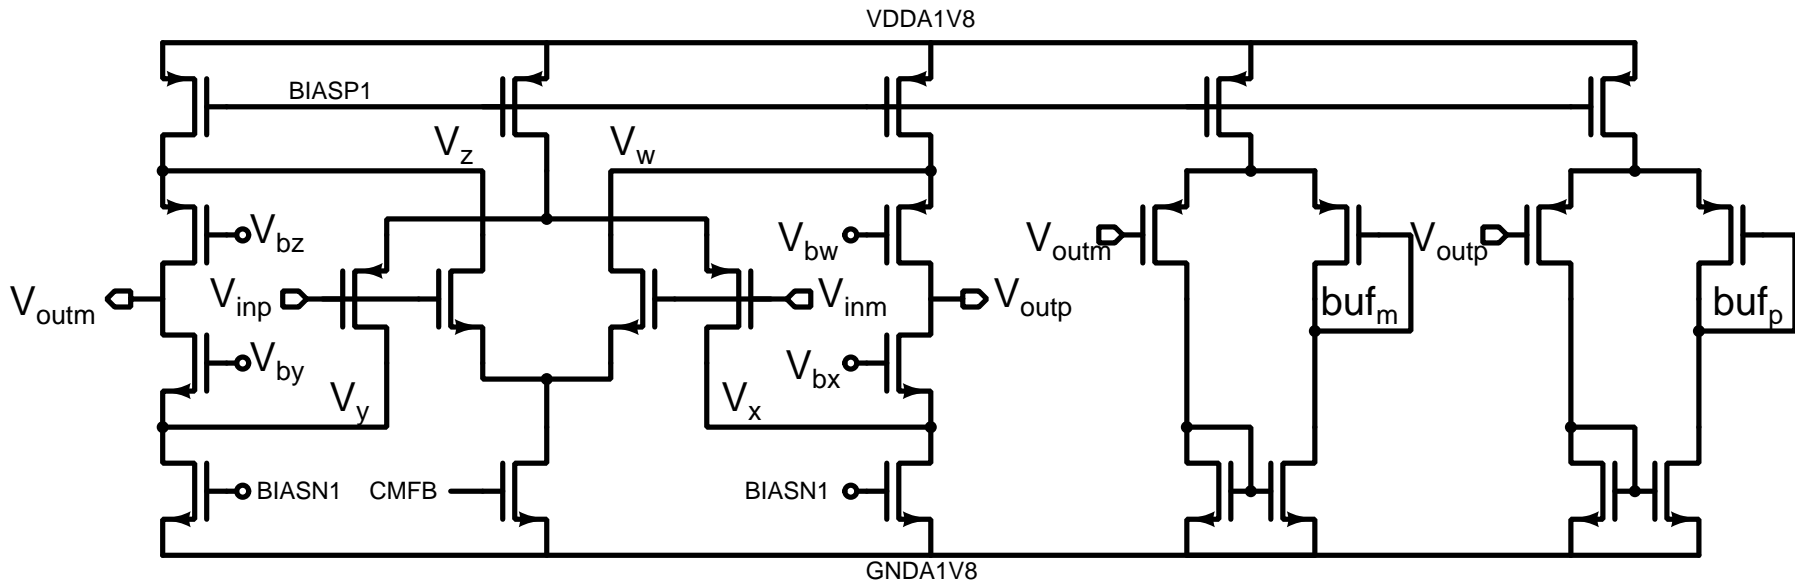 VDDA1V8
BIASP1
Vz
Vw
Vbz
Vbw
Voutm
Voutp
Voutm
Vinp
Vinm
Voutp
bufm
bufp
Vby
Vbx
Vy
Vx
BIASN1
CMFB
BIASN1
GNDA1V8